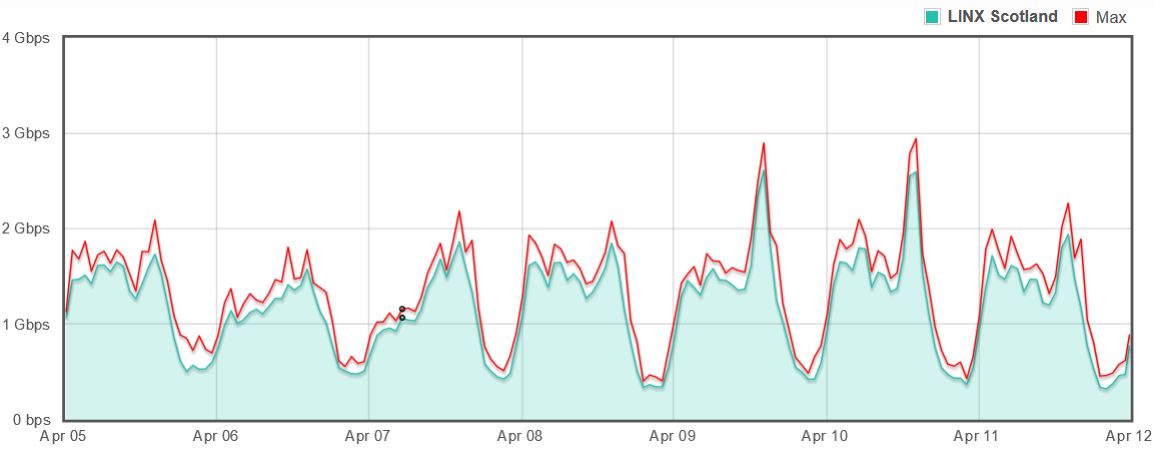 LINX Scotland Max
4 Gbps
3 Gbps
2 Gbps
1 Gbps
0 bps
Apr 05 Apr 06 Apr 07 Apr 08 Apr 09 Apr 10 Apr 11 Apr 12